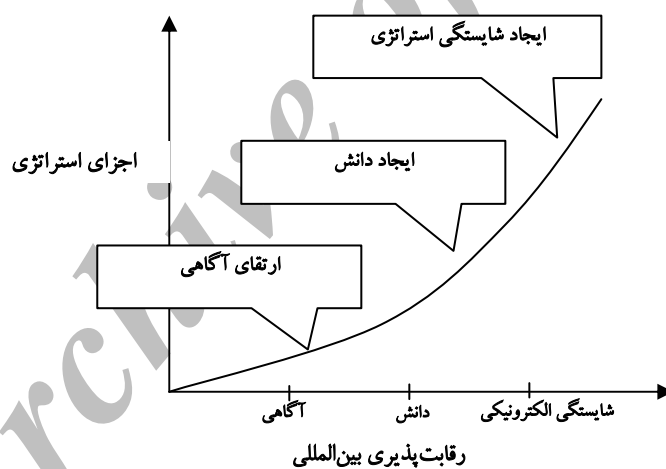 ایجاد شایستگی استراتژی
ایجاد دانش
اجزای استراتژی
ارتقای آگاهی
آگاهی
دانش
شایستگی الکترونیکی
رقابت‌پذیری بین‌المللی